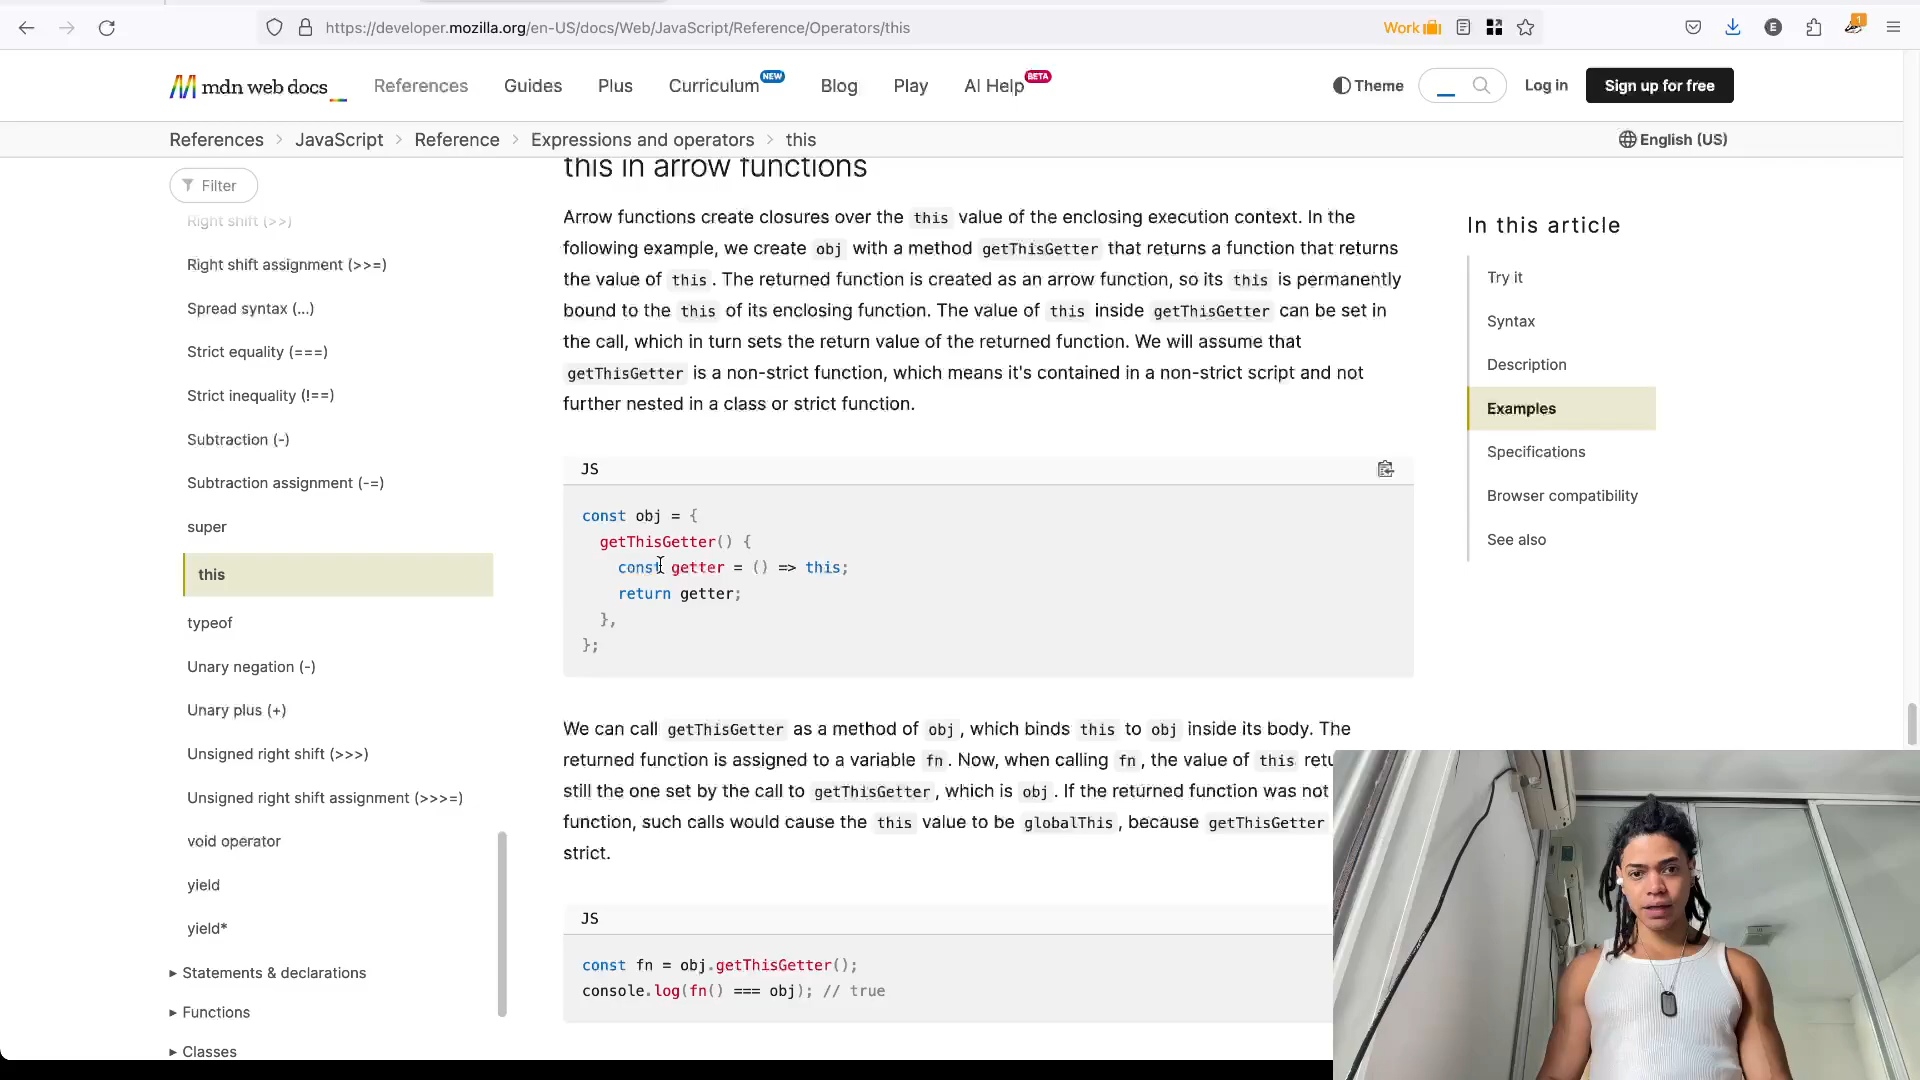 https://developer.mozilla.org/en-US/docs/Web/JavaScript/Reference/Operators/this
Work
E
1
mdn web docs
References
Guides
Plus
Curriculum NEW
Blog
Play
AI Help BETA
Theme
Log in
Sign up for free
References > JavaScript > Reference > Expressions and operators > this
English (US)
Filter
Right shift (>>)
Right shift assignment (>>=)
Spread syntax (...)
Strict equality (===)
Strict inequality (!==)
Subtraction (-)
Subtraction assignment (-=)
super
this
typeof
Unary negation (-)
Unary plus (+)
Unsigned right shift (>>>)
Unsigned right shift assignment (>>>=)
void operator
yield
yield*
Statements & declarations
Functions
Classes
this in arrow functions
Arrow functions create closures over the this value of the enclosing execution context. In the
following example, we create obj with a method getThisGetter that returns a function that returns
the value of this . The returned function is created as an arrow function, so its this is permanently
bound to the this of its enclosing function. The value of this inside getThisGetter can be set in
the call, which in turn sets the return value of the returned function. We will assume that
getThisGetter is a non-strict function, which means it's contained in a non-strict script and not
further nested in a class or strict function.
JS
const obj = {
getThisGetter() {
const getter = () => this;
return getter;
},
};
We can call getThisGetter as a method of obj , which binds this to obj inside its body. The
returned function is assigned to a variable fn . Now, when calling fn , the value of this
still the one set by the call to getThisGetter , which is obj . If the returned function was not
function, such calls would cause the this value to be globalThis , because getThisGetter
strict.
JS
const fn = obj.getThisGetter();
console.log(fn() === obj); // true
In this article
Try it
Syntax
Description
Examples
Specifications
Browser compatibility
See also